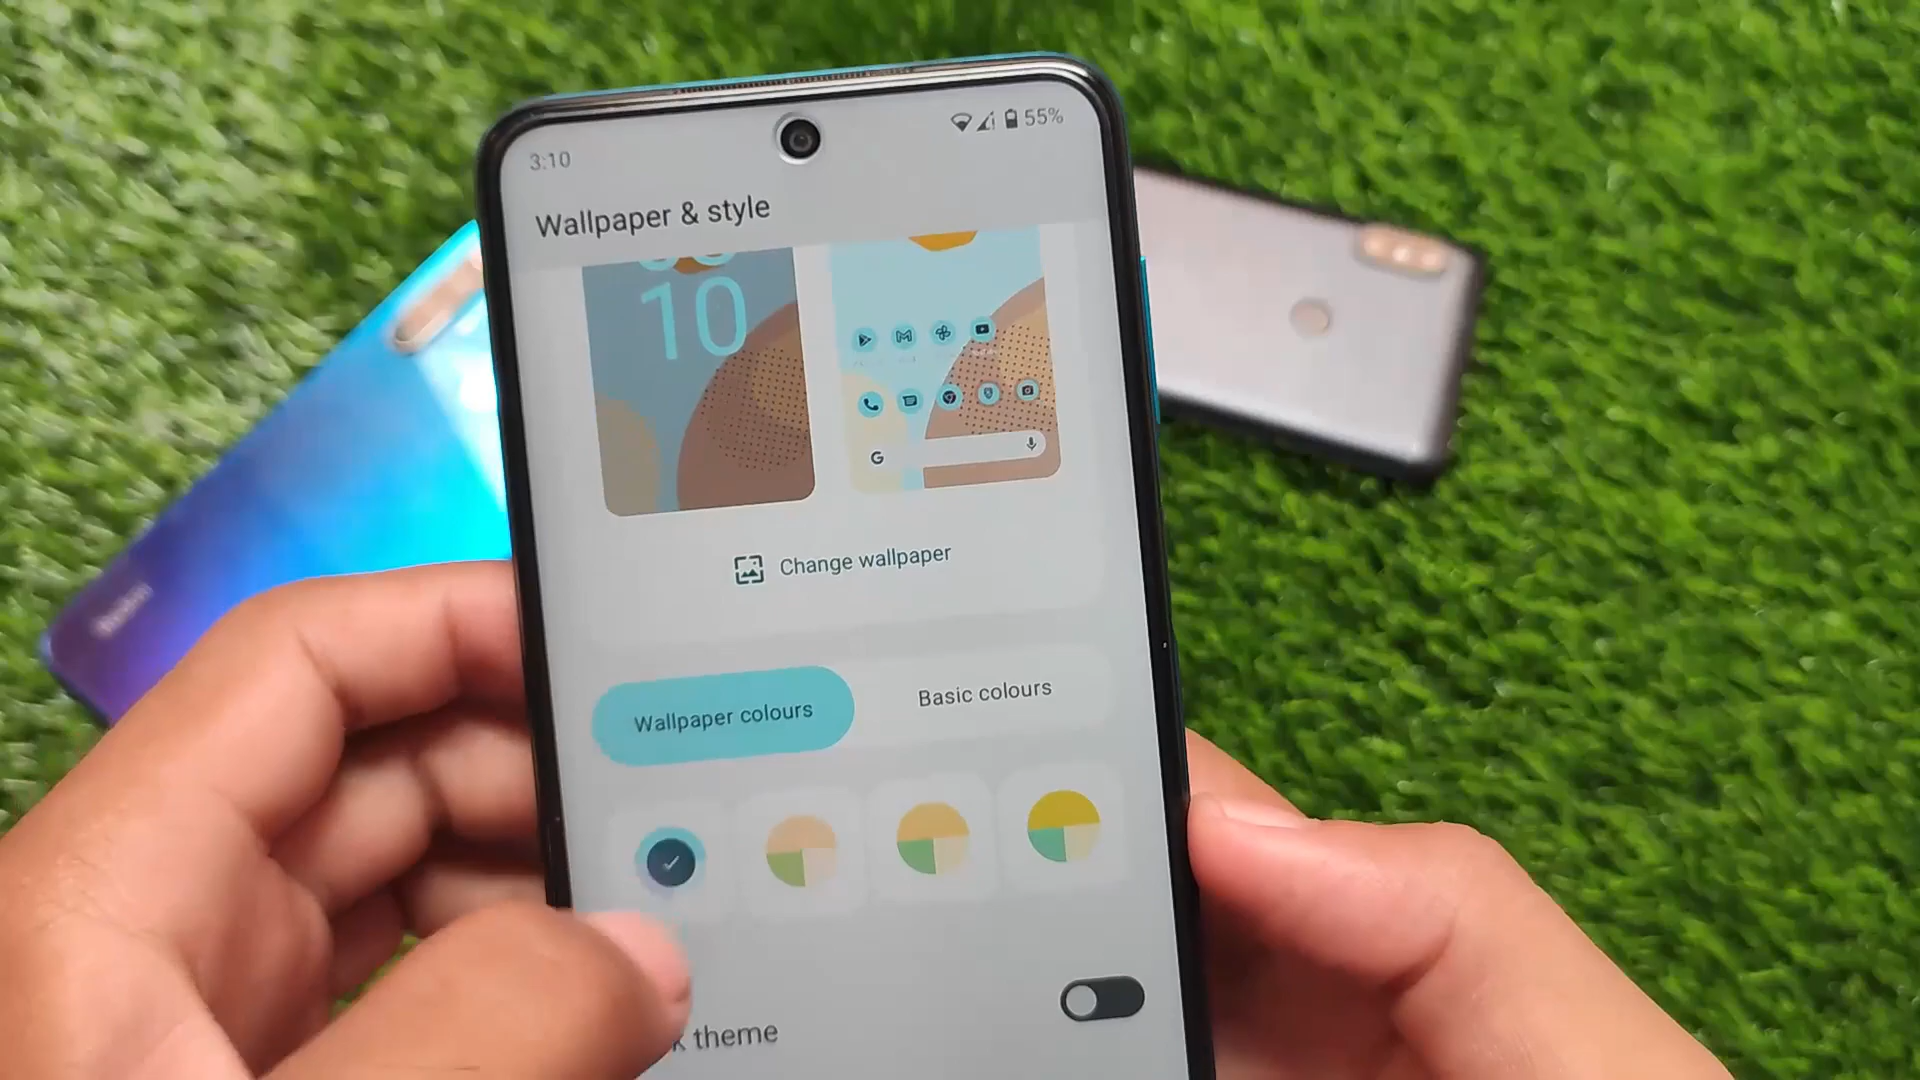 3:10
55%
Wallpaper & style
10
G
Change wallpaper
Wallpaper colours
Basic colours
k theme